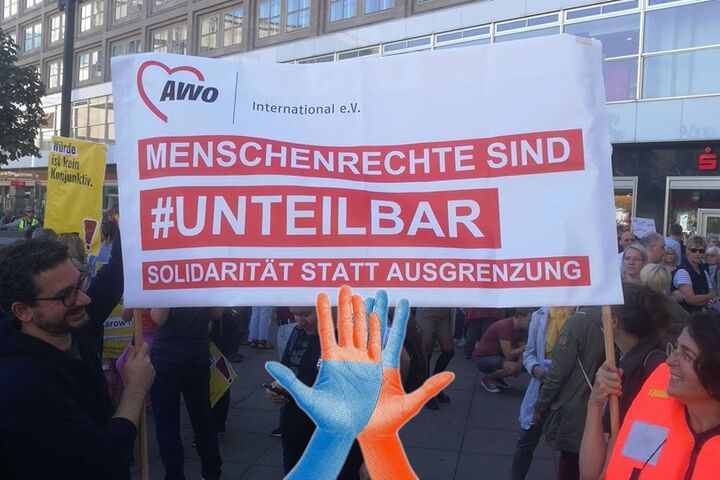 AWO
International e.V.
MENSCHENRECHTE SIND
#UNTEILBAR
SOLIDARITÄT STATT AUSGRENZUNG
Würde
ist kein
Konjunktiv.